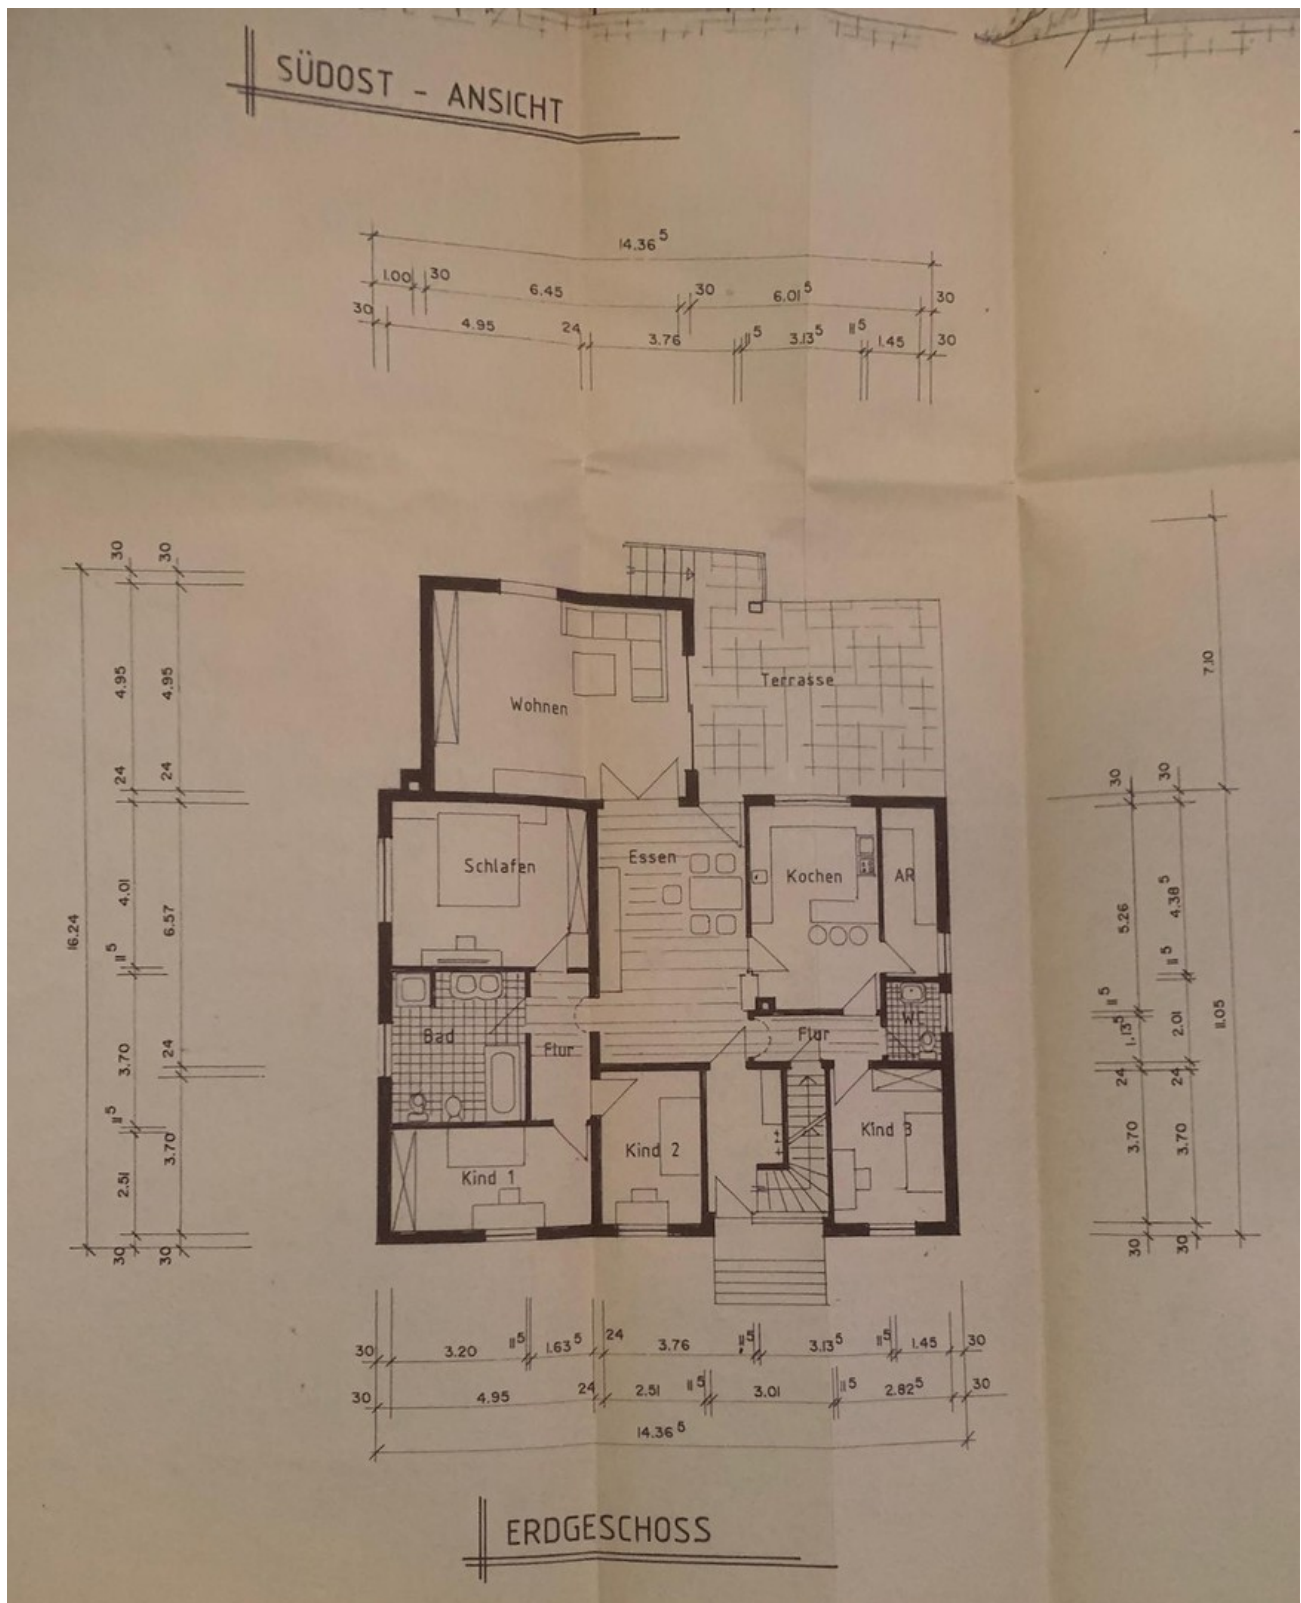 SÜDOST - ANSICHT
14.36⁵
1.00 30 6.45 30 6.01⁵ 30
30 4.95 24 3.76 11⁵ 3.13⁵ 11⁵ 1.45 30
16.24
30 4.95 24 4.01 11⁵ 3.70 11⁵ 2.51 30
30 4.95 24 6.57 24 3.70 30
Wohnen
Terrasse
Schlafen
Essen
Kochen
AR
Bad
Flur
Flur
WC
Kind 1
Kind 2
Kind 3
30 5.26 11⁵ 1.13⁵ 24 3.70 30
30 4.38⁵ 11⁵ 2.01 24 3.70 30
7.10 11.05
30 3.20 11⁵ 1.63⁵ 24 3.76 11⁵ 3.13⁵ 11⁵ 1.45 30
30 4.95 24 2.51 11⁵ 3.01 11⁵ 2.82⁵ 30
14.36⁵
ERDGESCHOSS